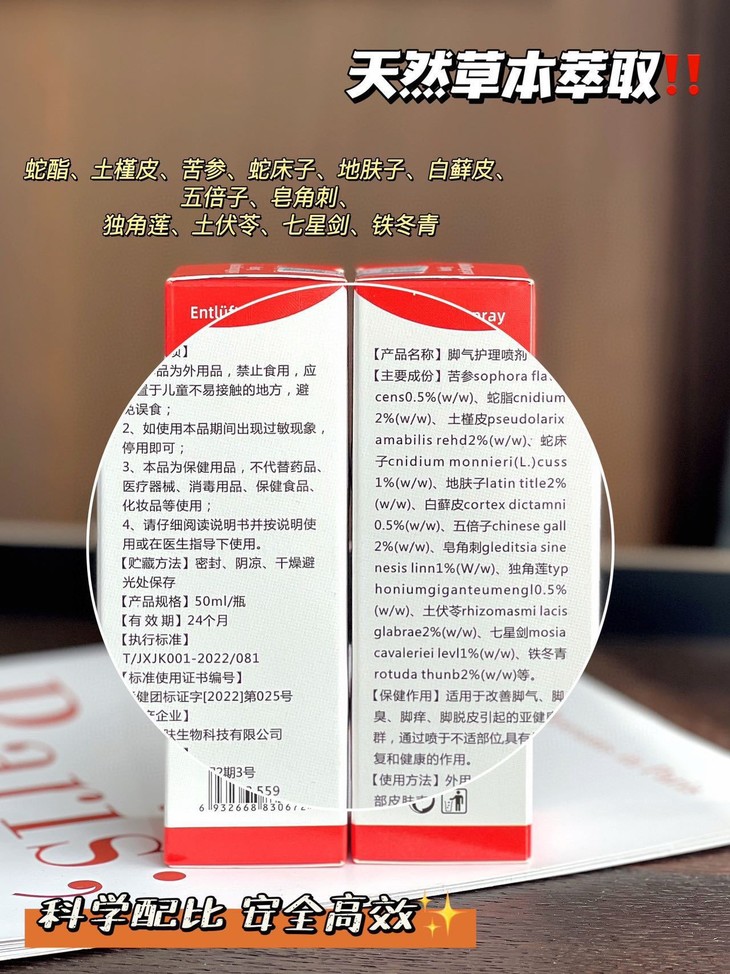 天然草本萃取‼️
蛇酯、土槿皮、苦参、蛇床子、地肤子、白藓皮、
五倍子、皂角刺、
独角莲、土伏苓、七星剑、铁冬青
Entlüf
pray
品为外用品，禁止食用，应
置于儿童不易接触的地方，避
免误食；
2、如使用本品期间出现过敏现象，
停用即可；
3、本品为保健用品，不代替药品、
医疗器械、消毒用品、保健食品、
化妆品等使用；
4、请仔细阅读说明书并按说明使
用或在医生指导下使用。
【贮藏方法】密封、阴凉、干燥避
光处保存
【产品规格】50ml/瓶
【有 效 期】24个月
【执行标准】
T/JXJK001-2022/081
【标准使用证书编号】
健团标证字[2022]第025号
企业】
肤生物科技有限公司
期3号
559
6 932668 83067
【产品名称】脚气护理喷剂
【主要成份】苦参sophora fla
cens0.5%(w/w)、蛇脂cnidium
2%(w/w)、土槿皮pseudolarix
amabilis rehd2%(w/w)、蛇床
子cnidium monnieri(L.)cuss
1%(w/w)、地肤子latin title2%
(w/w)、白藓皮cortex dictamni
0.5%(w/w)、五倍子chinese gall
2%(w/w)、皂角刺gleditsia sine
nesis linn1%(W/w)、独角莲typ
honiumgiganteumengl0.5%
(w/w)、土伏苓rhizomasmi lacis
glabrae2%(w/w)、七星剑mosia
cavaleriei levl1%(w/w)、铁冬青
rotuda thunb2%(w/w)等。
【保健作用】适用于改善脚气、脚
臭、脚痒、脚脱皮引起的亚健
群，通过喷于不适部位,具有
复和健康的作用。
【使用方法】外用
部皮肤
Paris
科学配比 安全高效✨